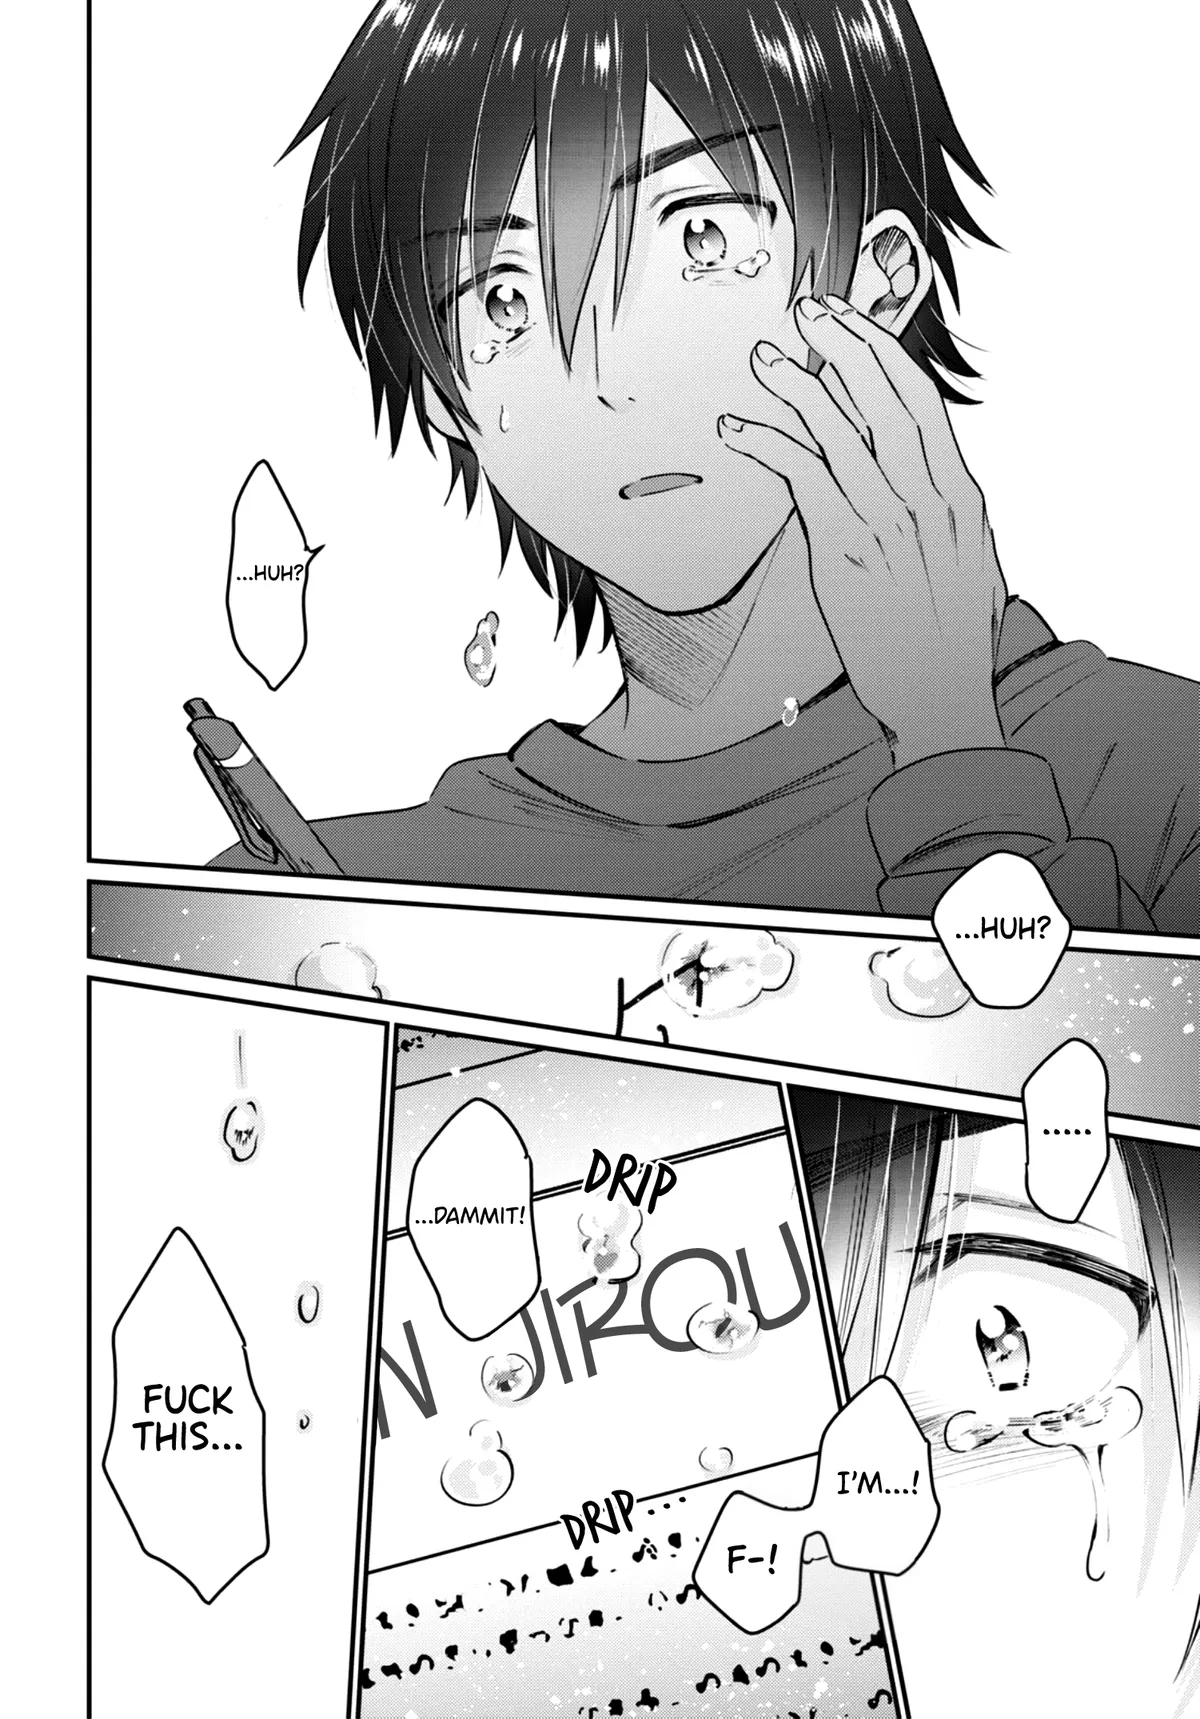 ...HUH?
...HUH?
.....
I'M...!
F-!
DRIP
...DAMMIT!
N JIROU
DRIP...
FUCK
THIS...